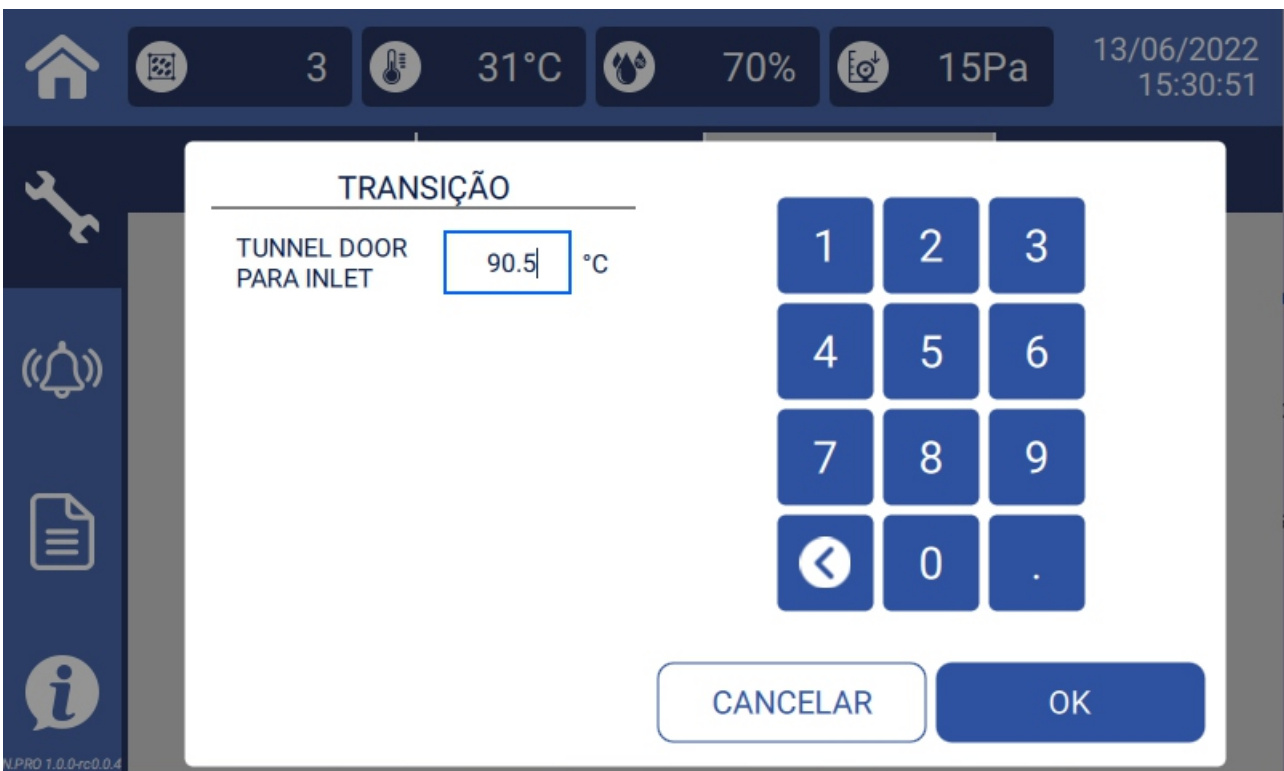 3
31°C
70%
15Pa
13/06/2022
15:30:51
TRANSIÇÃO
TUNNEL DOOR
PARA INLET
90.5
°C
1 2 3
4 5 6
7 8 9
0 .
CANCELAR
OK
N.PRO 1.0.0-rc0.0.4